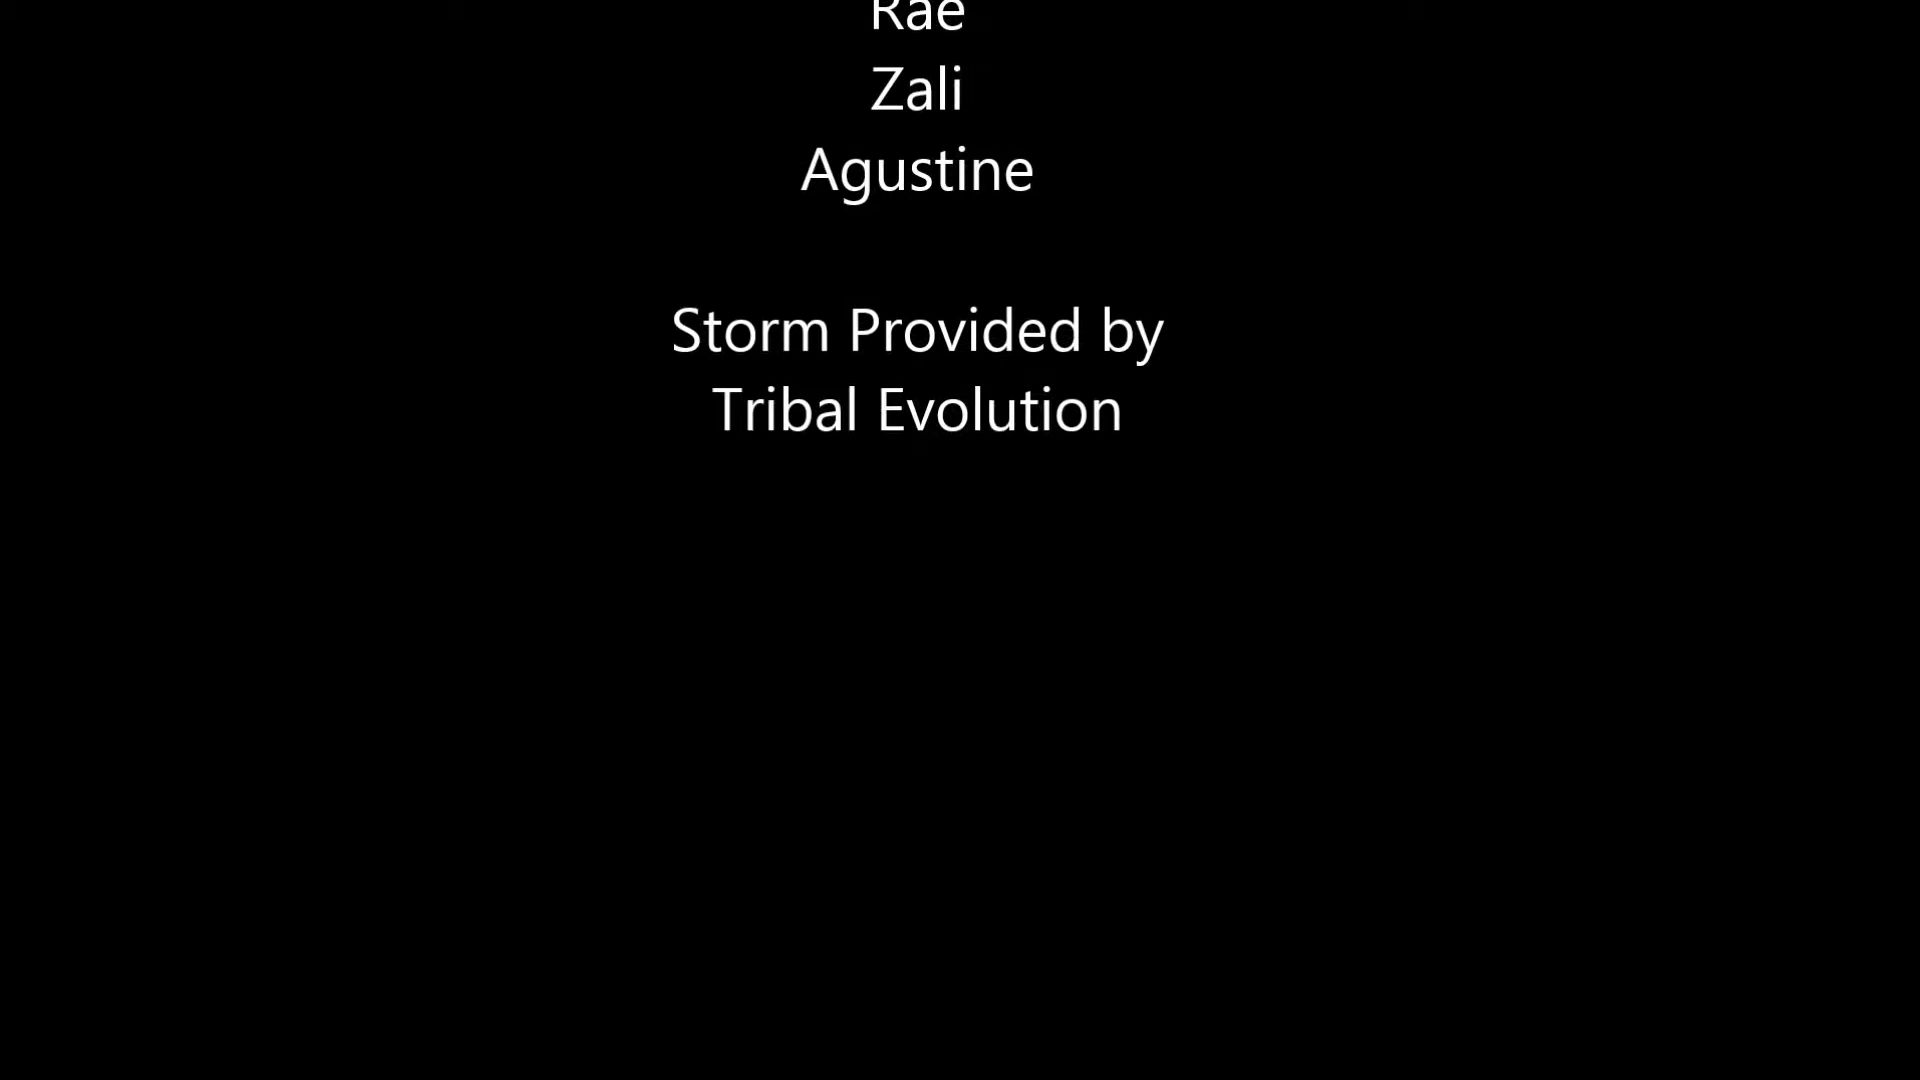 Rae
Zali
Agustine
Storm Provided by
Tribal Evolution